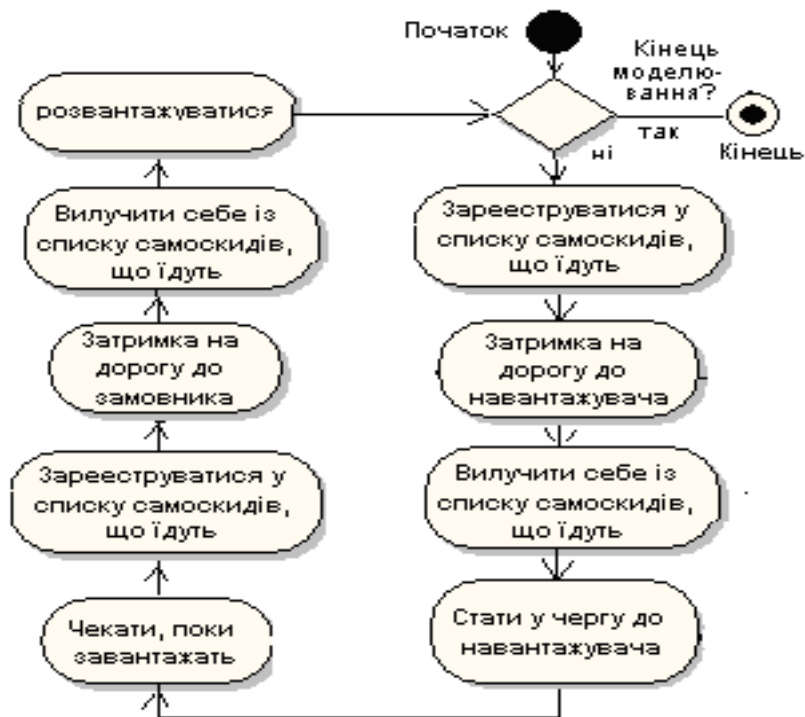 Початок
Кінець
моделю-
вання?
так
Кінець
ні
Зареєструватися у
списку самоскидів,
що їдуть
Затримка на
дорогу до
навантажувача
Вилучити себе із
списку самоскидів,
що їдуть
Стати у чергу до
навантажувача
Чекати, поки
завантажать
Зареєструватися у
списку самоскидів,
що їдуть
Затримка на
дорогу до
замовника
Вилучити себе із
списку самоскидів,
що їдуть
розвантажуватися